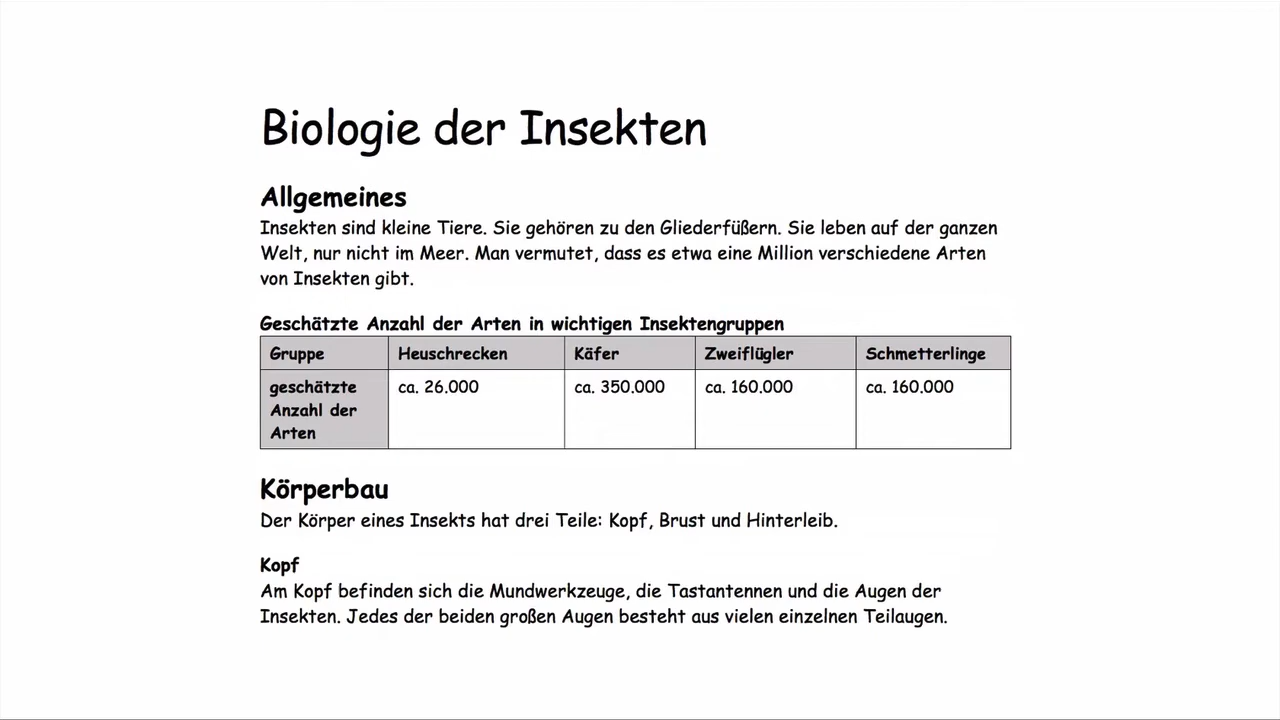 Biologie der Insekten
Allgemeines
Insekten sind kleine Tiere. Sie gehören zu den Gliederfüßern. Sie leben auf der ganzen
Welt, nur nicht im Meer. Man vermutet, dass es etwa eine Million verschiedene Arten
von Insekten gibt.
Geschätzte Anzahl der Arten in wichtigen Insektengruppen
Gruppe Heuschrecken Käfer Zweiflügler Schmetterlinge
geschätzte ca. 26.000 ca. 350.000 ca. 160.000 ca. 160.000
Anzahl der
Arten
Körperbau
Der Körper eines Insekts hat drei Teile: Kopf, Brust und Hinterleib.
Kopf
Am Kopf befinden sich die Mundwerkzeuge, die Tastantennen und die Augen der
Insekten. Jedes der beiden großen Augen besteht aus vielen einzelnen Teilaugen.